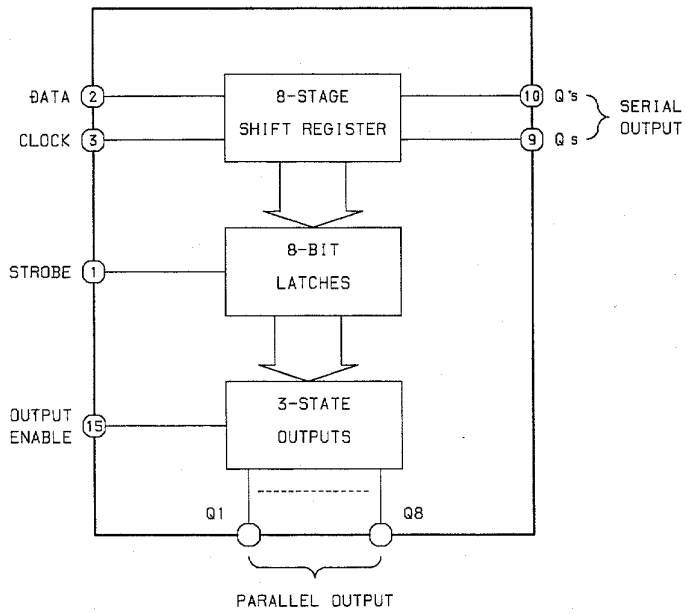 DATA 2
8-STAGE
SHIFT REGISTER
10 Q's
CLOCK 3
9 Qs
SERIAL
OUTPUT
STROBE 1
8-BIT
LATCHES
OUTPUT
ENABLE
15
3-STATE
OUTPUTS
Q1
Q8
PARALLEL OUTPUT